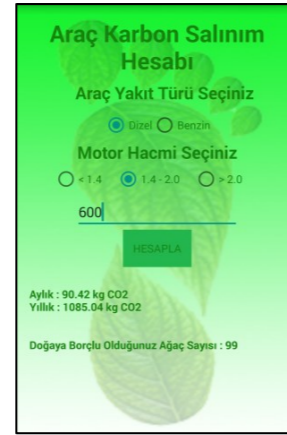 Araç Karbon Salınım
Hesabı
Araç Yakıt Türü Seçiniz
Dizel Benzin
Motor Hacmi Seçiniz
< 1.4 1.4 - 2.0 > 2.0
600
HESAPLA
Aylık : 90.42 kg CO2
Yıllık : 1085.04 kg CO2
Doğaya Borçlu Olduğunuz Ağaç Sayısı : 99